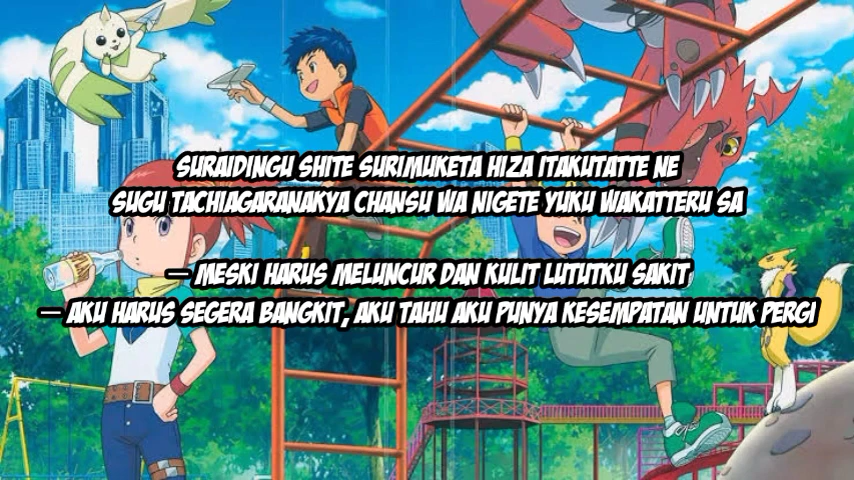 SURAIDINGU SHITE SURIMUKETA HIZA ITAKUTATTE NE
SUGU TACHIAGARANAKYA CHANSU WA NIGETE YUKU WAKATTERU SA
– MESKI HARUS MELUNCUR DAN KULIT LUTUTKU SAKIT
– AKU HARUS SEGERA BANGKIT, AKU TAHU AKU PUNYA KESEMPATAN UNTUK PERGI